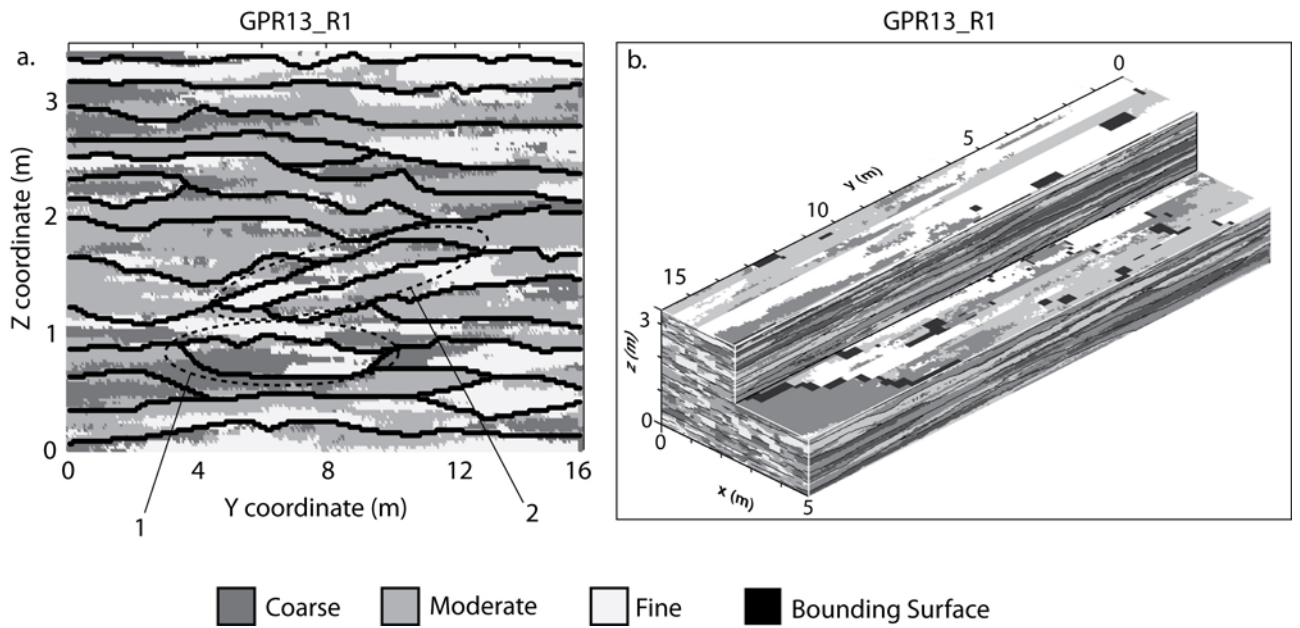 GPR13_R1
GPR13_R1
a.
b.
Z coordinate (m)
3
2
1
0
0 4 8 12 16
Y coordinate (m)
1
2
0
5
y (m)
10
15
3
z (m)
0
0
x (m)
5
Coarse Moderate Fine Bounding Surface